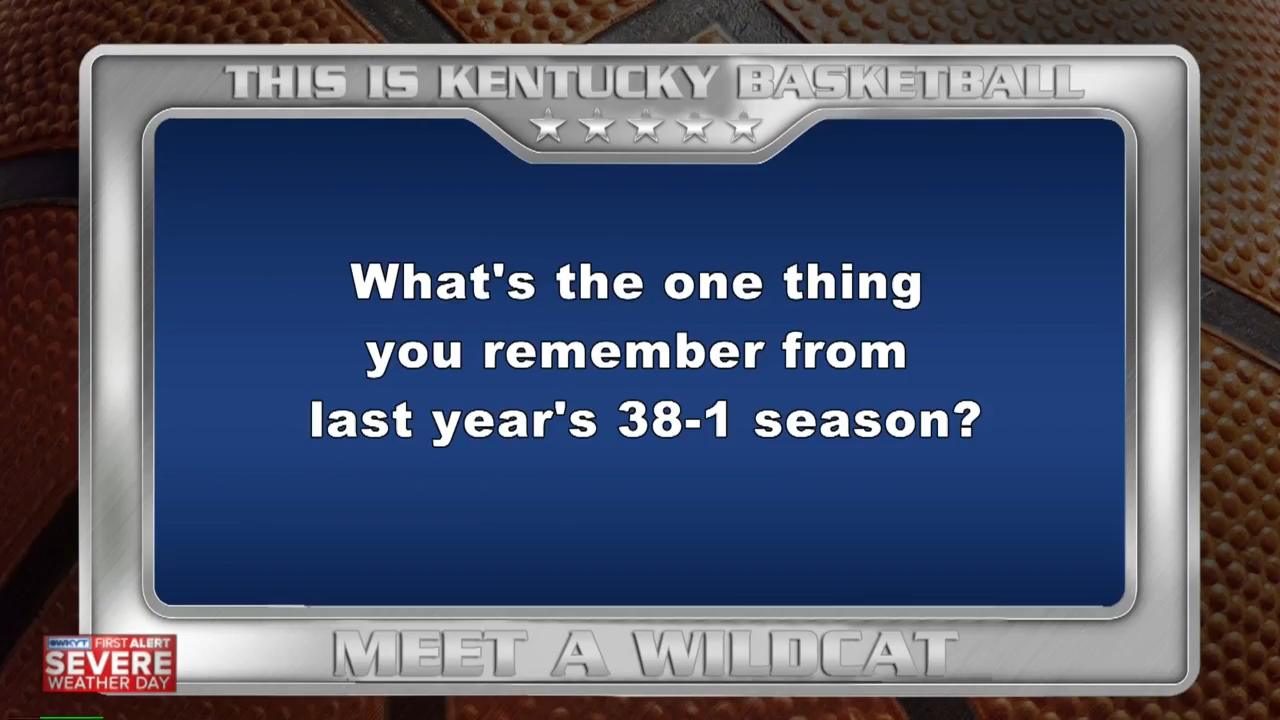 THIS IS KENTUCKY BASKETBALL
What's the one thing
you remember from
last year's 38-1 season?
MEET A WILDCAT
WKYT FIRST ALERT
SEVERE
WEATHER DAY